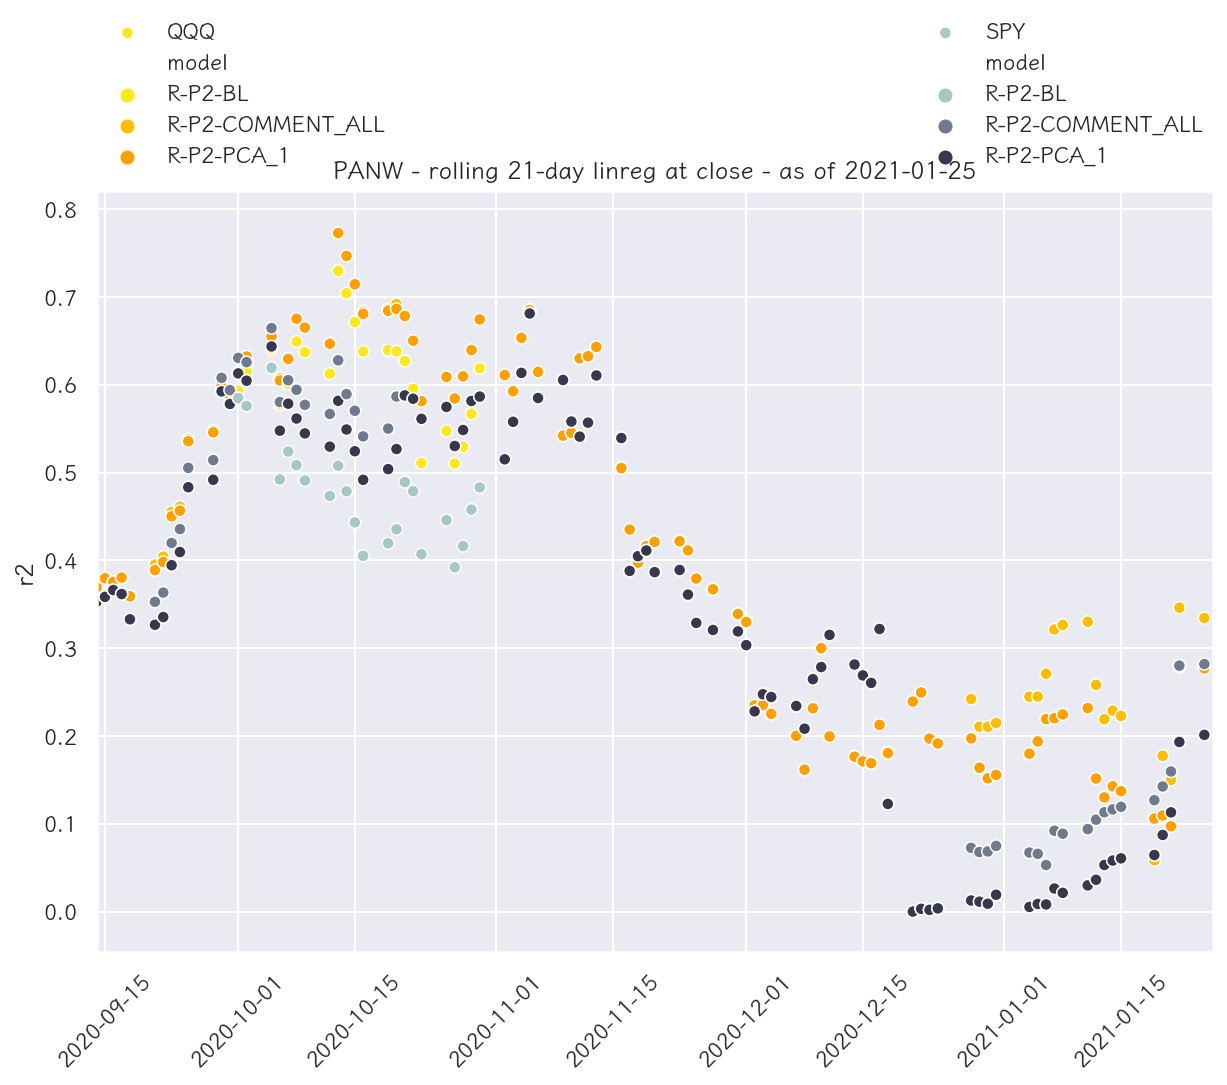 QQQ
model
R-P2-BL
R-P2-COMMENT_ALL
R-P2-PCA_1
SPY
model
R-P2-BL
R-P2-COMMENT_ALL
R-P2-PCA_1
PANW - rolling 21-day linreg at close - as of 2021-01-25
0.8
0.7
0.6
0.5
0.4
0.3
0.2
0.1
0.0
r2
2020-09-15
2020-10-01
2020-10-15
2020-11-01
2020-11-15
2020-12-01
2020-12-15
2021-01-01
2021-01-15